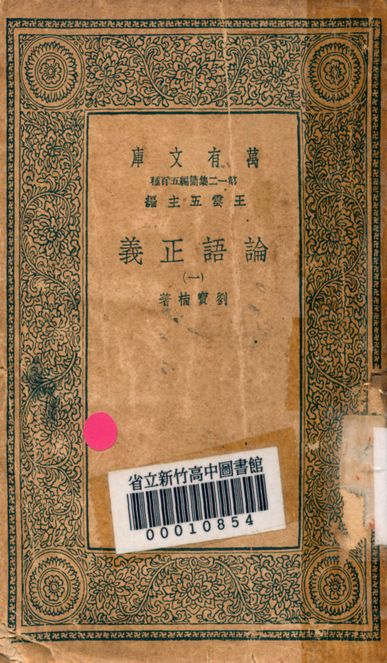 萬有文庫
第一二集簡編五百種
王雲五主編
論語正義
(一)
劉寶楠著
省立新竹高中圖書館
00010854